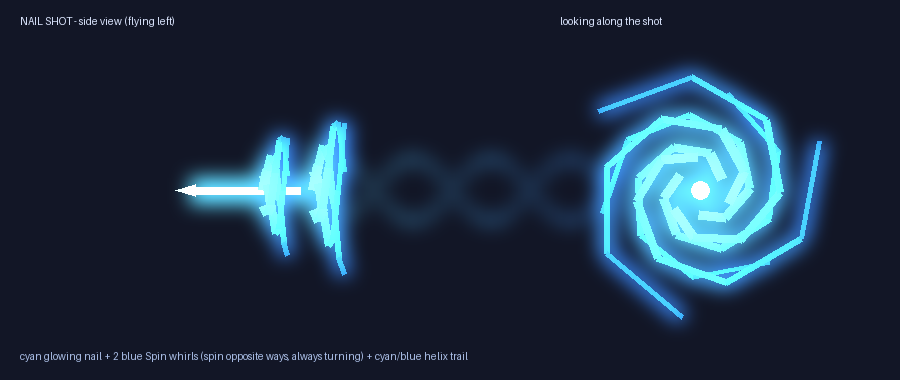 NAIL SHOT - side view (flying left)
looking along the shot
cyan glowing nail + 2 blue Spin whirls (spin opposite ways, always turning) + cyan/blue helix trail